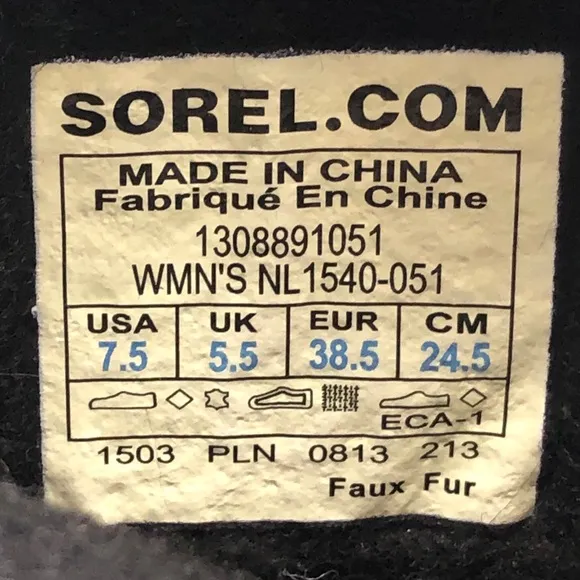 SOREL.COM
MADE IN CHINA
Fabriqué En Chine
1308891051
WMN'S NL1540-051
USA UK EUR CM
7.5 5.5 38.5 24.5
ECA-1
1503 PLN 0813 213
Faux Fur